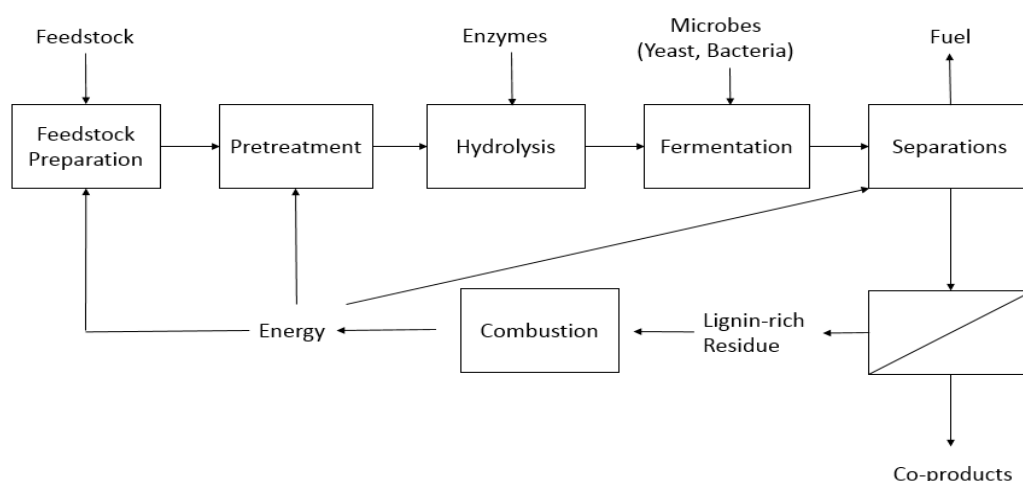 Feedstock
Enzymes
Microbes
(Yeast, Bacteria)
Fuel
Feedstock
Preparation
Pretreatment
Hydrolysis
Fermentation
Separations
Energy
Combustion
Lignin-rich
Residue
Co-products